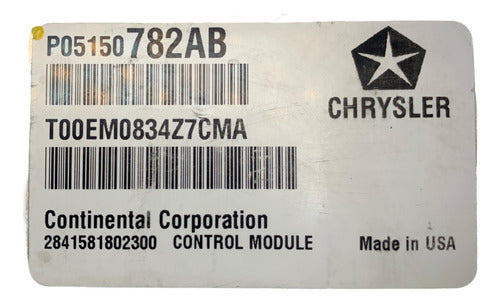 P05150782AB
CHRYSLER
T00EM0834Z7CMA
Continental Corporation
2841581802300 CONTROL MODULE
Made in USA